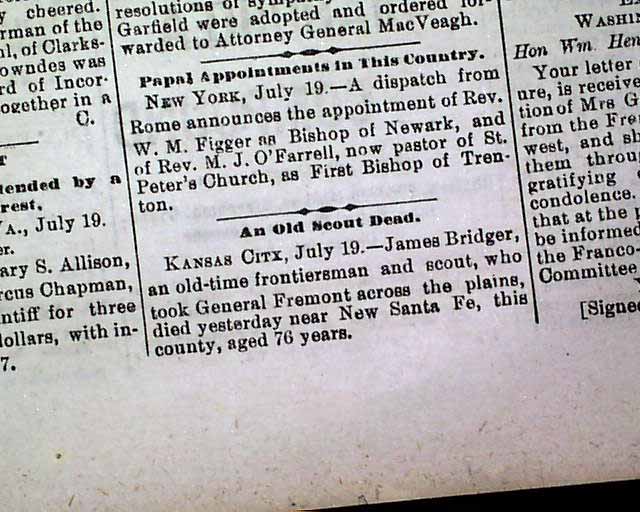 y cheered.
rman of the
l, of Clarks-
owndes was
rd of Incor-
ogether in a
C.
ended by a
rest.
A., July 19.
er.
ary S. Allison,
rcus Chapman,
ntiff for three
dollars, with in-
7.
resolutions of
Garfield were adopted and ordered for-
warded to Attorney General MacVeagh.
Papal Appointments in This Country.
NEW YORK, July 19.—A dispatch from
Rome announces the appointment of Rev.
W. M. Figger as Bishop of Newark, and
of Rev. M. J. O'Farrell, now pastor of St.
Peter's Church, as First Bishop of Tren-
ton.
An Old Scout Dead.
KANSAS CITY, July 19.—James Bridger,
an old-time frontiersman and scout, who
took General Fremont across the plains,
died yesterday near New Santa Fe, this
county, aged 76 years.
WASHIN
Hon Wm. Hen
Your letter
ure, is receive
tion of Mrs G
from the Fre
west, and sh
them throu
gratifying
condolence.
that at the
be informed
the Franco-
Committee
[Signed